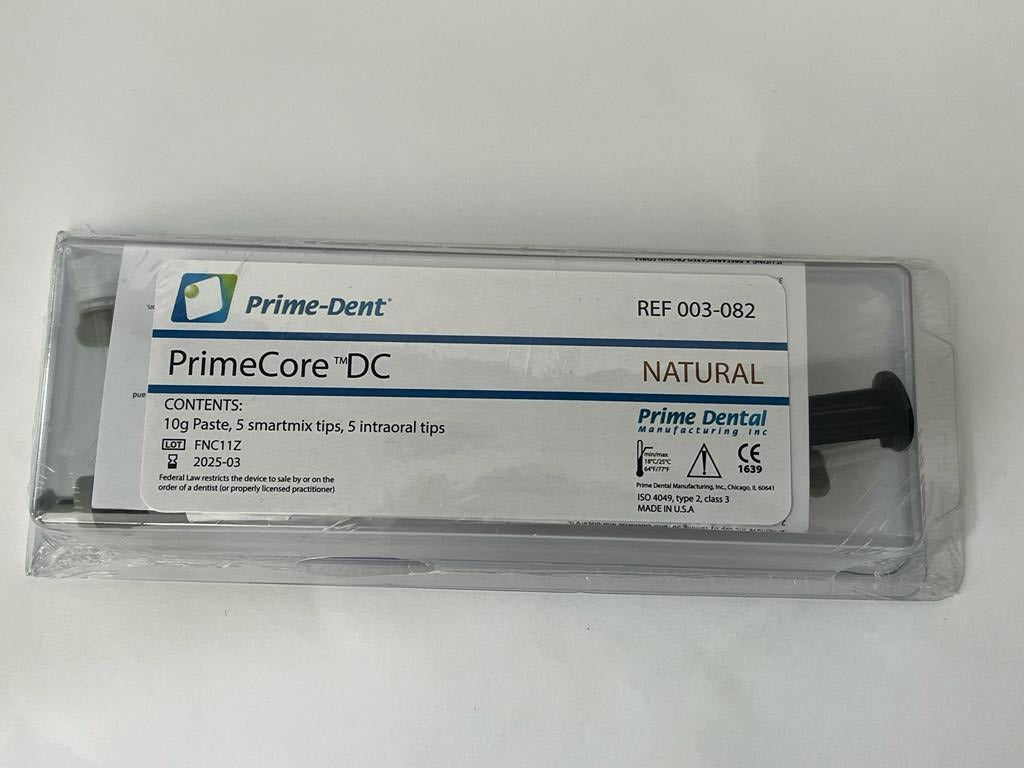 Prime-Dent®
REF 003-082
PrimeCore™DC
NATURAL
CONTENTS:
10g Paste, 5 smartmix tips, 5 intraoral tips
LOT FNC11Z
2025-03
Federal Law restricts the device to sale by or on the
order of a dentist (or properly licensed practitioner)
Prime Dental
Manufacturing Inc
min/max
18°C/25°C
64°F/77°F
CE
1639
Prime Dental Manufacturing, Inc., Chicago, IL 60641
ISO 4049, type 2, class 3
MADE IN U.S.A
and